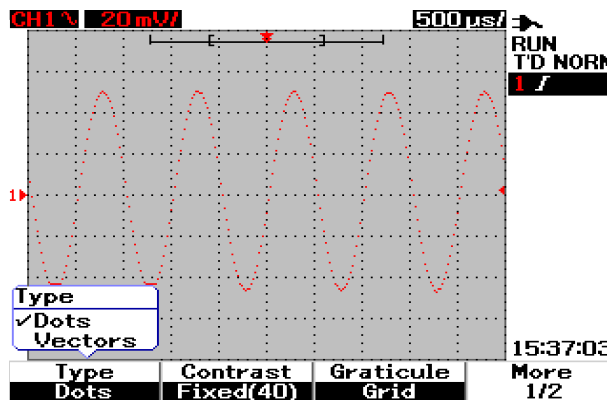 CH1 20mV/ 500µs/
RUN
T'D NORM
1
1
Type
✓Dots
Vectors
15:37:03
Type Contrast Graticule More
Dots Fixed(40) Grid 1/2